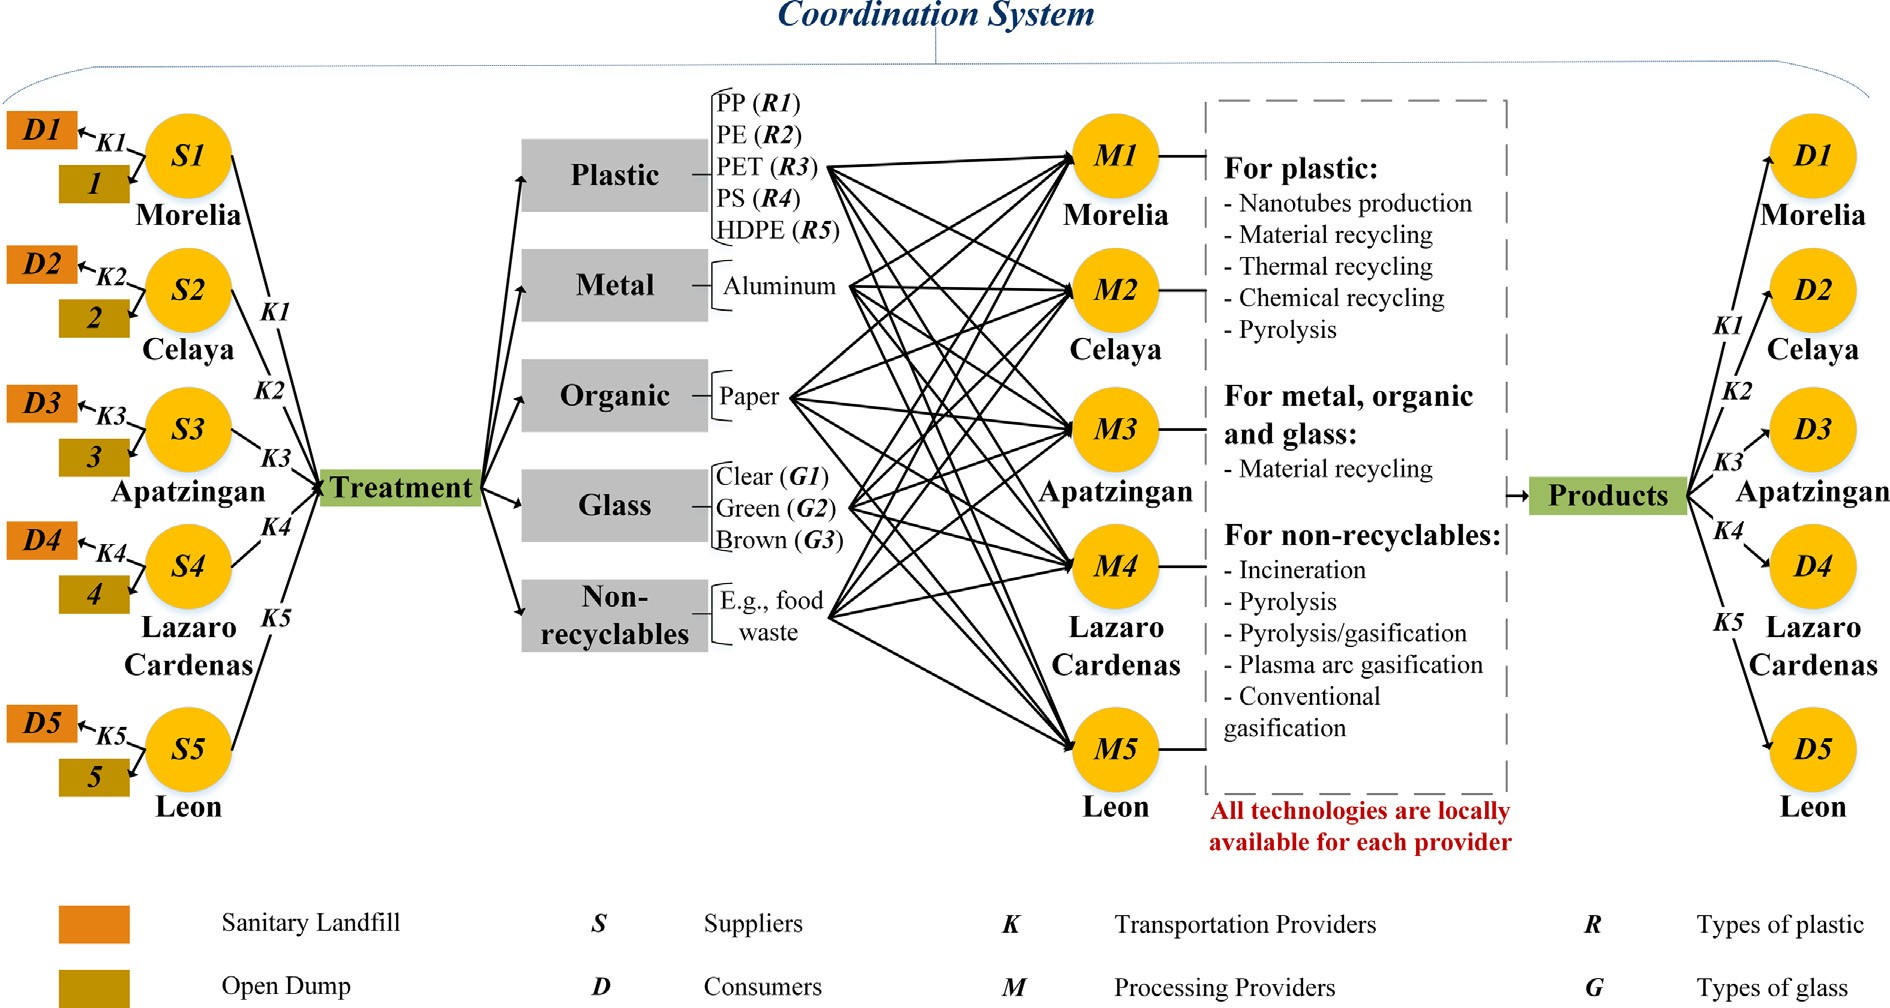 Coordination System
D1
K1
1
S1
Morelia
D2
K2
2
S2
Celaya
D3
K3
3
S3
Apatzingan
D4
K4
4
S4
Lazaro
Cardenas
D5
K5
5
S5
Leon
K1
K2
K3
K4
K5
Treatment
Plastic
PP (R1)
PE (R2)
PET (R3)
PS (R4)
HDPE (R5)
Metal
Aluminum
Organic
Paper
Glass
Clear (G1)
Green (G2)
Brown (G3)
Non-
recyclables
E.g., food
waste
M1
Morelia
M2
Celaya
M3
Apatzingan
M4
Lazaro
Cardenas
M5
Leon
For plastic:
- Nanotubes production
- Material recycling
- Thermal recycling
- Chemical recycling
- Pyrolysis
For metal, organic
and glass:
- Material recycling
For non-recyclables:
- Incineration
- Pyrolysis
- Pyrolysis/gasification
- Plasma arc gasification
- Conventional
gasification
All technologies are locally
available for each provider
Products
K1
K2
K3
K4
K5
D1
Morelia
D2
Celaya
D3
Apatzingan
D4
Lazaro
Cardenas
D5
Leon
Sanitary Landfill
S Suppliers
K Transportation Providers
R Types of plastic
Open Dump
D Consumers
M Processing Providers
G Types of glass